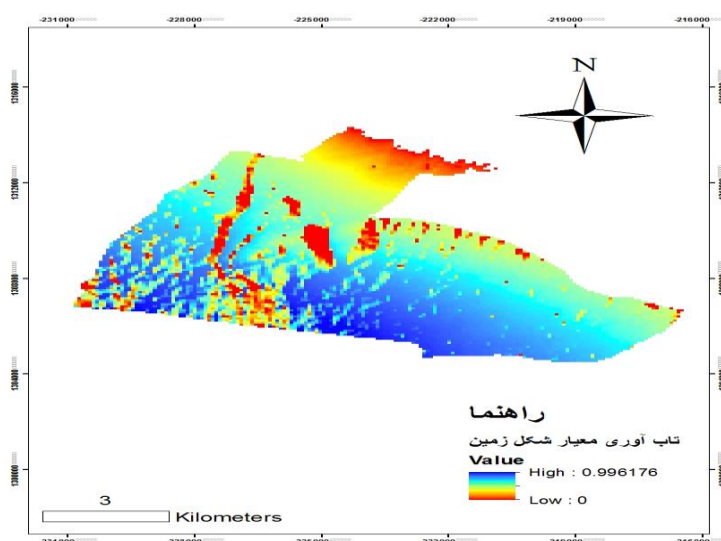 -231000 -228000 -225000 -222000 -219000 -216000
N
راهنما
تاب آوری معیار شکل زمین
Value
High : 0.996176
Low : 0
3
Kilometers